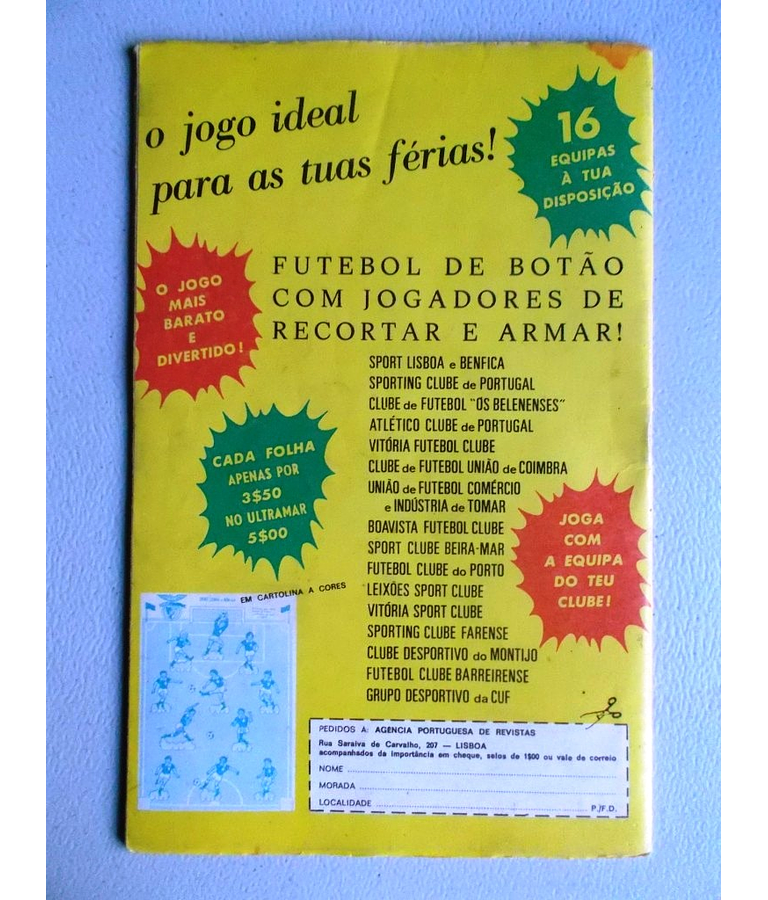 o jogo ideal
para as tuas férias!
16
EQUIPAS
À TUA
DISPOSIÇÃO
O JOGO
MAIS
BARATO
E
DIVERTIDO!
FUTEBOL DE BOTÃO
COM JOGADORES DE
RECORTAR E ARMAR!
SPORT LISBOA e BENFICA
SPORTING CLUBE de PORTUGAL
CLUBE de FUTEBOL "OS BELENENSES"
ATLÉTICO CLUBE de PORTUGAL
VITÓRIA FUTEBOL CLUBE
CLUBE de FUTEBOL UNIÃO de COIMBRA
UNIÃO de FUTEBOL COMÉRCIO
e INDÚSTRIA de TOMAR
BOAVISTA FUTEBOL CLUBE
SPORT CLUBE BEIRA-MAR
FUTEBOL CLUBE do PORTO
LEIXÕES SPORT CLUBE
VITÓRIA SPORT CLUBE
SPORTING CLUBE FARENSE
CLUBE DESPORTIVO do MONTIJO
FUTEBOL CLUBE BARREIRENSE
GRUPO DESPORTIVO da CUF
CADA FOLHA
APENAS POR
3$50
NO ULTRAMAR
5$00
JOGA
COM
A EQUIPA
DO TEU
CLUBE!
EM CARTOLINA A CORES
PEDIDOS À: AGÊNCIA PORTUGUESA DE REVISTAS
Rua Saraiva de Carvalho, 207 — LISBOA
acompanhados da importância em cheque, selos de 1$00 ou vale de correio
NOME
MORADA
LOCALIDADE
P./F.D.